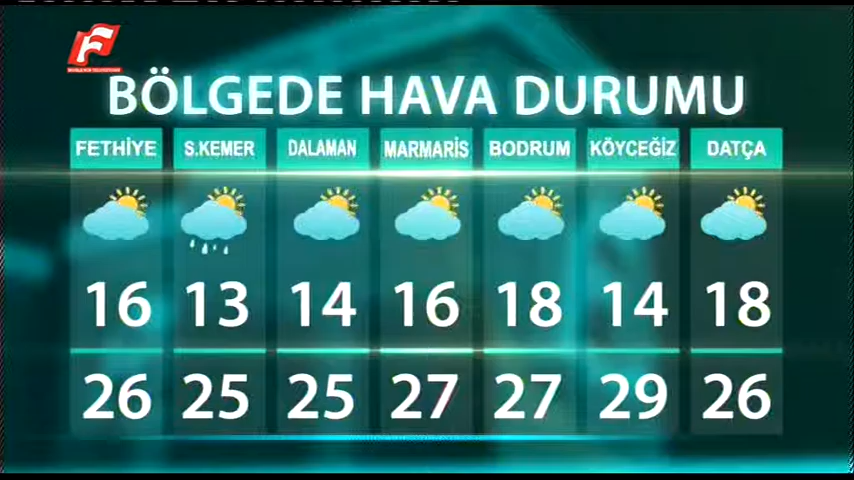 BÖLGEDE HAVA DURUMU
FETHİYE S.KEMER DALAMAN MARMARİS BODRUM KÖYCEĞİZ DATÇA
16 13 14 16 18 14 18
26 25 25 27 27 29 26